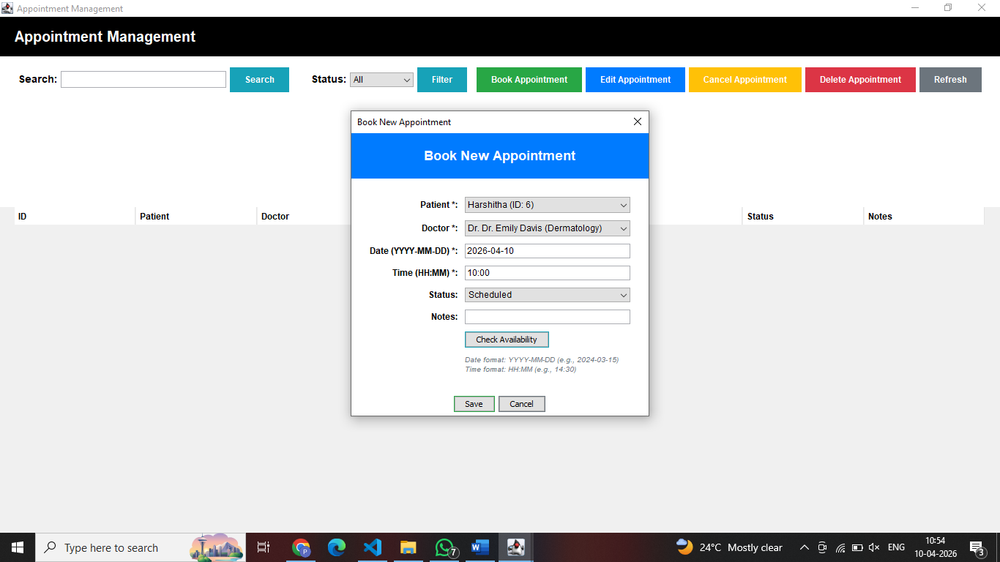 Appointment Management
Appointment Management
Search: Search Status: All Filter Book Appointment Edit Appointment Cancel Appointment Delete Appointment Refresh
Book New Appointment
Book New Appointment
ID Patient Doctor Status Notes
Patient *: Harshitha (ID: 6)
Doctor *: Dr. Dr. Emily Davis (Dermatology)
Date (YYYY-MM-DD) *: 2026-04-10
Time (HH:MM) *: 10:00
Status: Scheduled
Notes:
Check Availability
Date format: YYYY-MM-DD (e.g., 2024-03-15)
Time format: HH:MM (e.g., 14:30)
Save Cancel
Type here to search 7 24°C Mostly clear ENG 10:54
10-04-2026 3